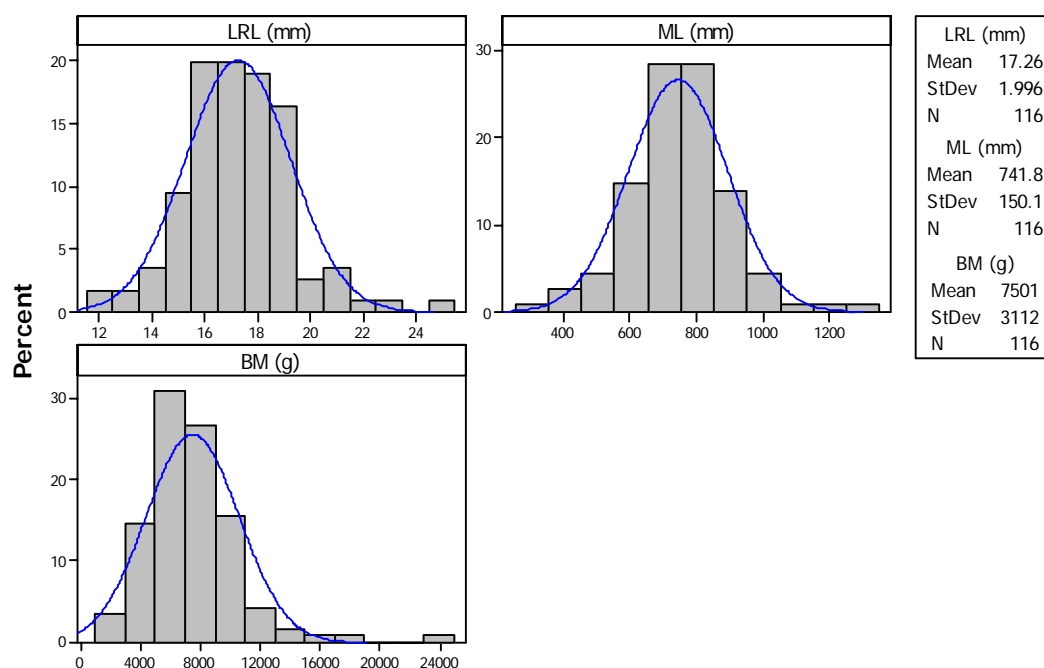 LRL (mm)
20
15
10
5
0
12 14 16 18 20 22 24
ML (mm)
30
20
10
0
400 600 800 1000 1200
LRL (mm)
Mean 17.26
StDev 1.996
N 116
ML (mm)
Mean 741.8
StDev 150.1
N 116
BM (g)
Mean 7501
StDev 3112
N 116
Percent
BM (g)
30
20
10
0
0 4000 8000 12000 16000 20000 24000